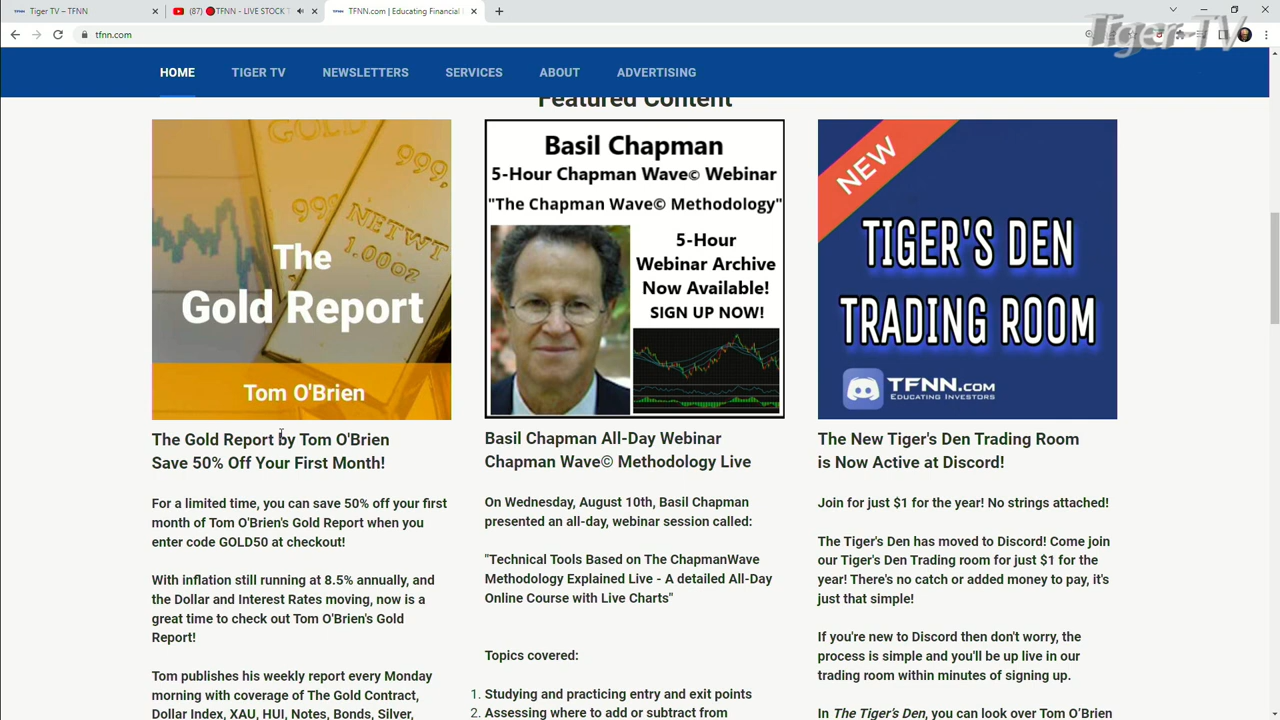 Tiger TV – TFNN
(87) 🔴TFNN - LIVE STOCK T
TFNN.com | Educating Financial
tfnn.com
Tiger TV
HOME
TIGER TV
NEWSLETTERS
SERVICES
ABOUT
ADVERTISING
Featured Content
GOLD
999,
999
NETWT
1.00oz
The
Gold Report
Tom O'Brien
The Gold Report by Tom O'Brien
Save 50% Off Your First Month!
For a limited time, you can save 50% off your first
month of Tom O'Brien's Gold Report when you
enter code GOLD50 at checkout!
With inflation still running at 8.5% annually, and
the Dollar and Interest Rates moving, now is a
great time to check out Tom O'Brien's Gold
Report!
Tom publishes his weekly report every Monday
morning with coverage of The Gold Contract,
Dollar Index, XAU, HUI, Notes, Bonds, Silver,
Basil Chapman
5-Hour Chapman Wave© Webinar
"The Chapman Wave© Methodology"
5-Hour
Webinar Archive
Now Available!
SIGN UP NOW!
Basil Chapman All-Day Webinar
Chapman Wave© Methodology Live
On Wednesday, August 10th, Basil Chapman
presented an all-day, webinar session called:
"Technical Tools Based on The ChapmanWave
Methodology Explained Live - A detailed All-Day
Online Course with Live Charts"
Topics covered:
1. Studying and practicing entry and exit points
2. Assessing where to add or subtract from
NEW
TIGER'S DEN
TRADING ROOM
TFNN.COM
EDUCATING INVESTORS
The New Tiger's Den Trading Room
is Now Active at Discord!
Join for just $1 for the year! No strings attached!
The Tiger's Den has moved to Discord! Come join
our Tiger's Den Trading room for just $1 for the
year! There's no catch or added money to pay, it's
just that simple!
If you're new to Discord then don't worry, the
process is simple and you'll be up live in our
trading room within minutes of signing up.
In The Tiger's Den, you can look over Tom O'Brien